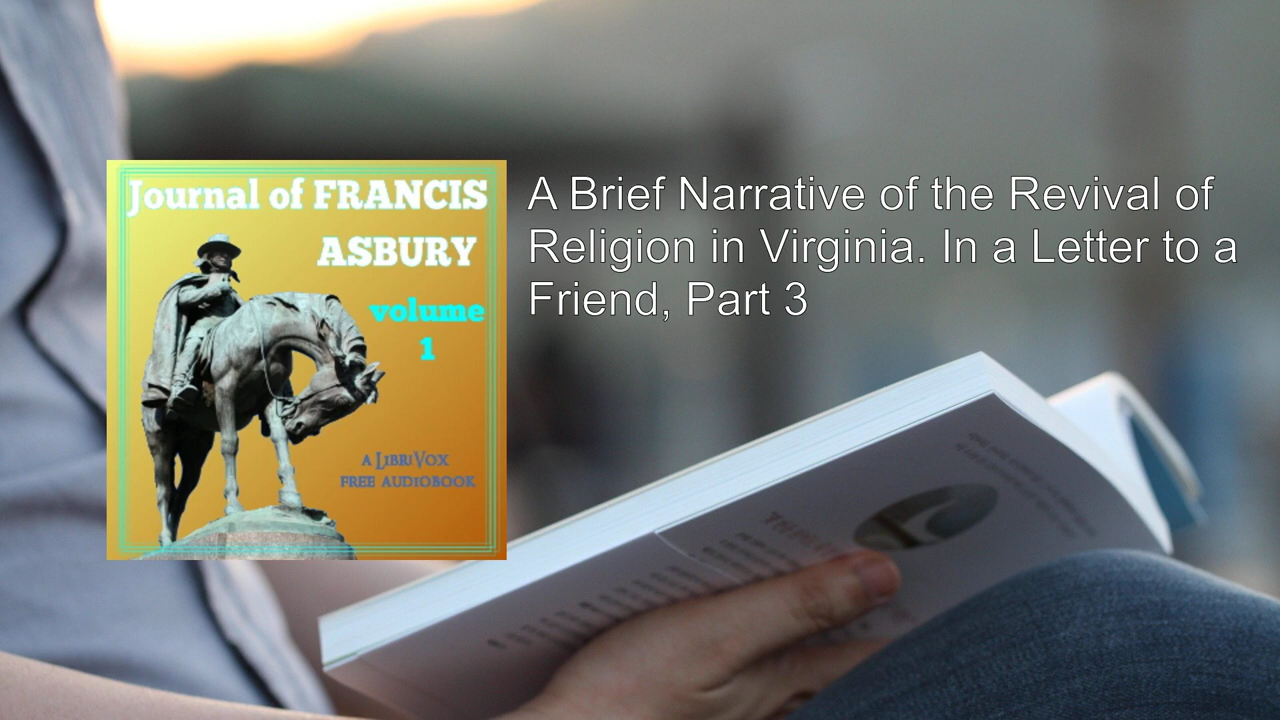 Journal of FRANCIS
ASBURY
volume
1
A LIBRIVOX
FREE AUDIOBOOK
A Brief Narrative of the Revival of
Religion in Virginia. In a Letter to a
Friend, Part 3